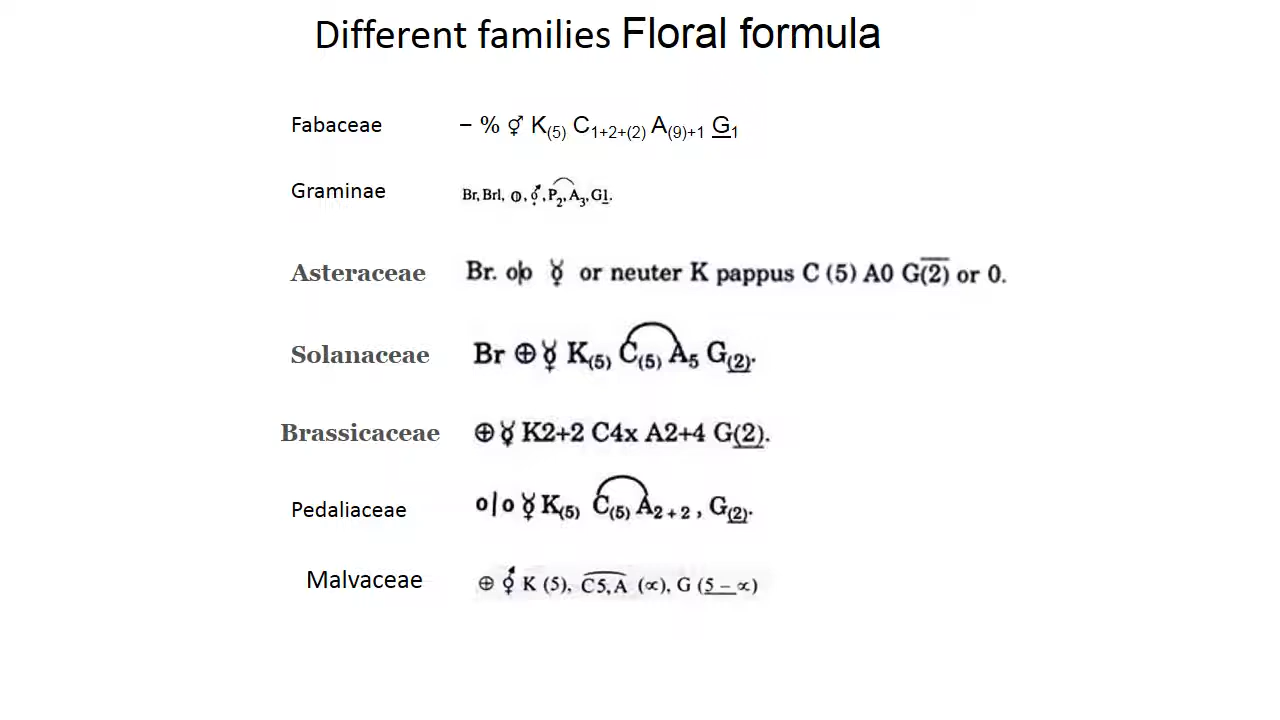 Different families Floral formula
Fabaceae – % ⚥ K(5) C1+2+(2) A(9)+1 G1
Graminae Br, Brl, ⦶, ⚥, P2, A3, G1.
Asteraceae Br. o|o ☿ or neuter K pappus C (5) A0 G(2) or 0.
Solanaceae Br ⊕ ☿ K(5) C(5) A5 G(2).
Brassicaceae ⊕ ☿ K2+2 C4x A2+4 G(2).
Pedaliaceae o|o ☿ K(5) C(5) A2+2, G(2).
Malvaceae ⊕ ⚥ K (5), C5, A (∝), G (5 – ∝)